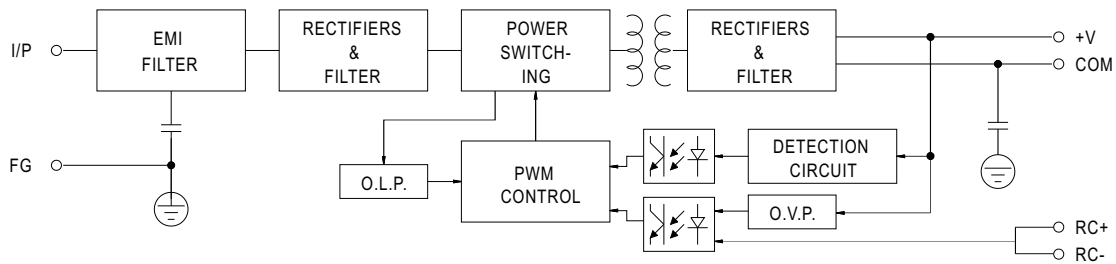 I/P
EMI
FILTER
RECTIFIERS
&
FILTER
POWER
SWITCH-
ING
RECTIFIERS
&
FILTER
+V
COM
FG
O.L.P.
PWM
CONTROL
DETECTION
CIRCUIT
O.V.P.
RC+
RC-